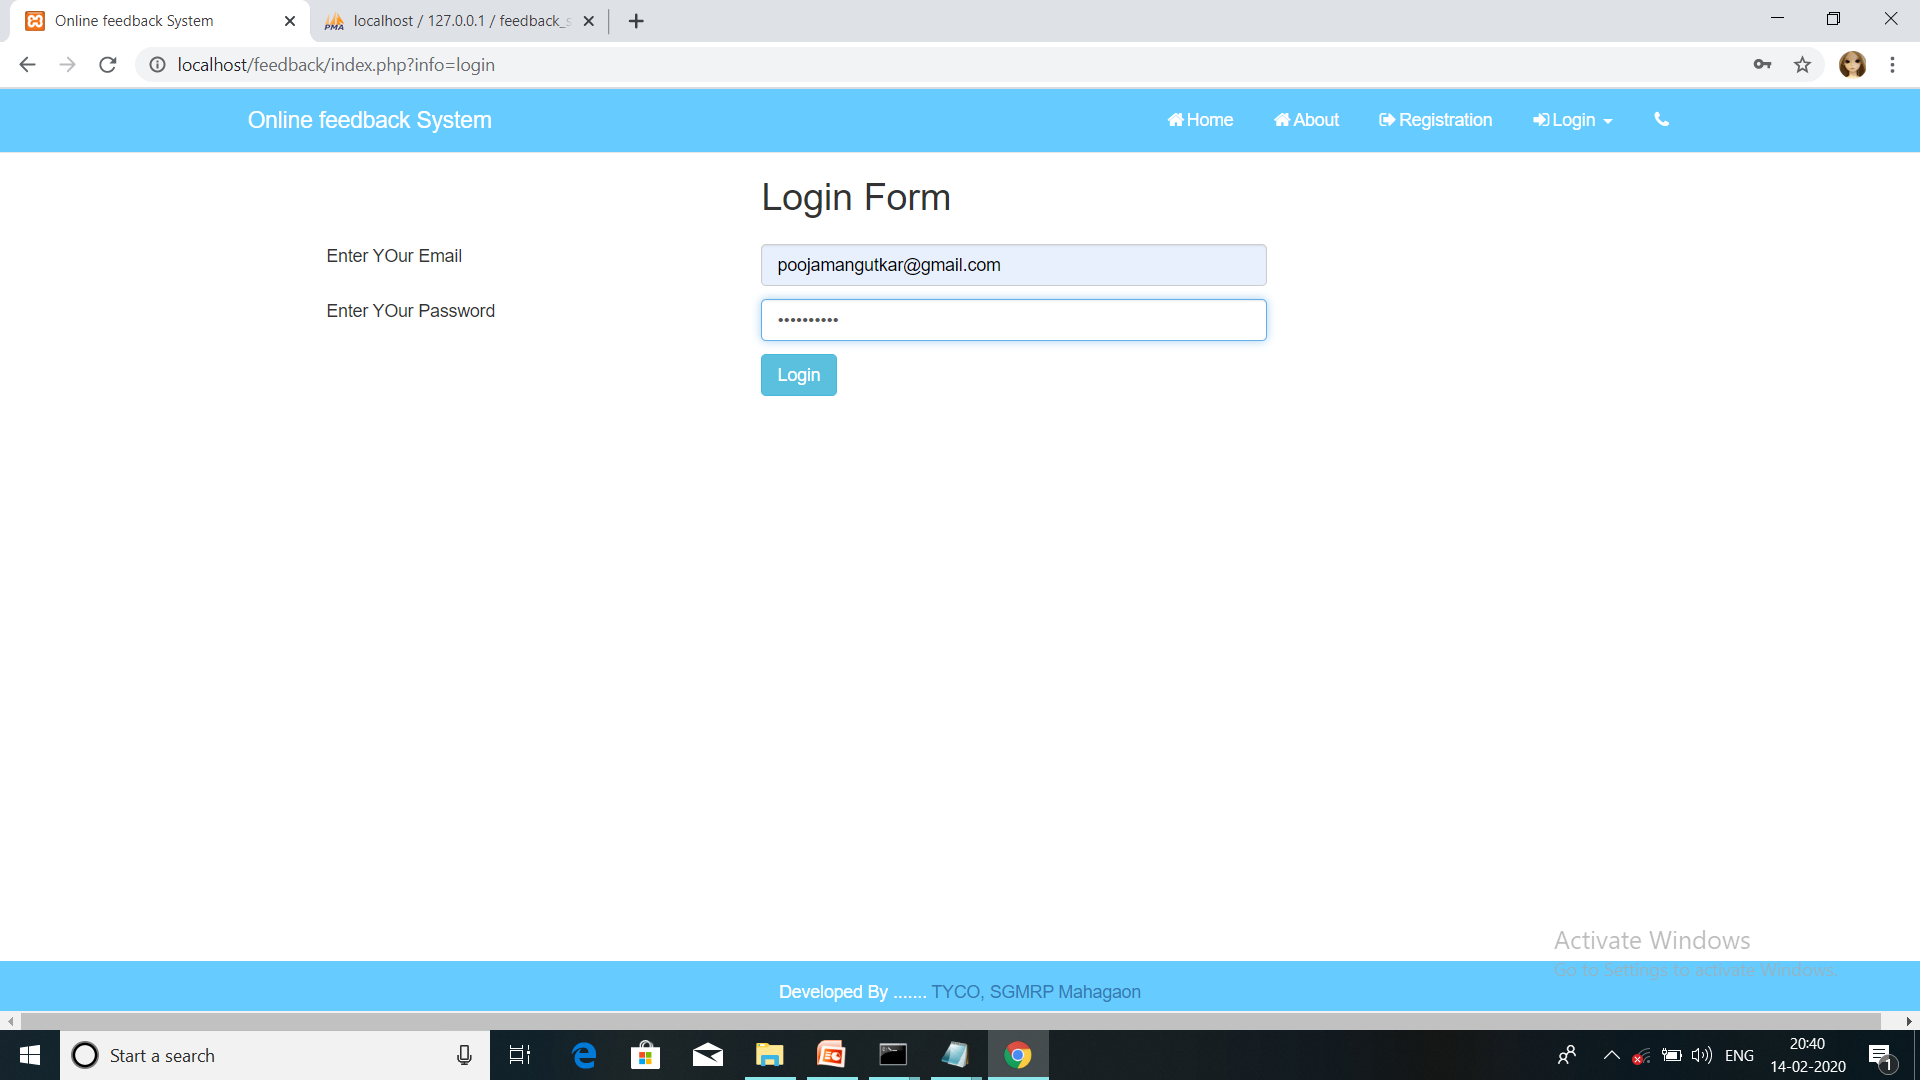 Online feedback System
localhost / 127.0.0.1 / feedback_s
localhost/feedback/index.php?info=login
Online feedback System
Home
About
Registration
Login
Login Form
Enter YOur Email
poojamangutkar@gmail.com
Enter YOur Password
••••••••••
Login
Activate Windows
Go to Settings to activate Windows.
Developed By ....... TYCO, SGMRP Mahagaon
Start a search
ENG
20:40
14-02-2020
1